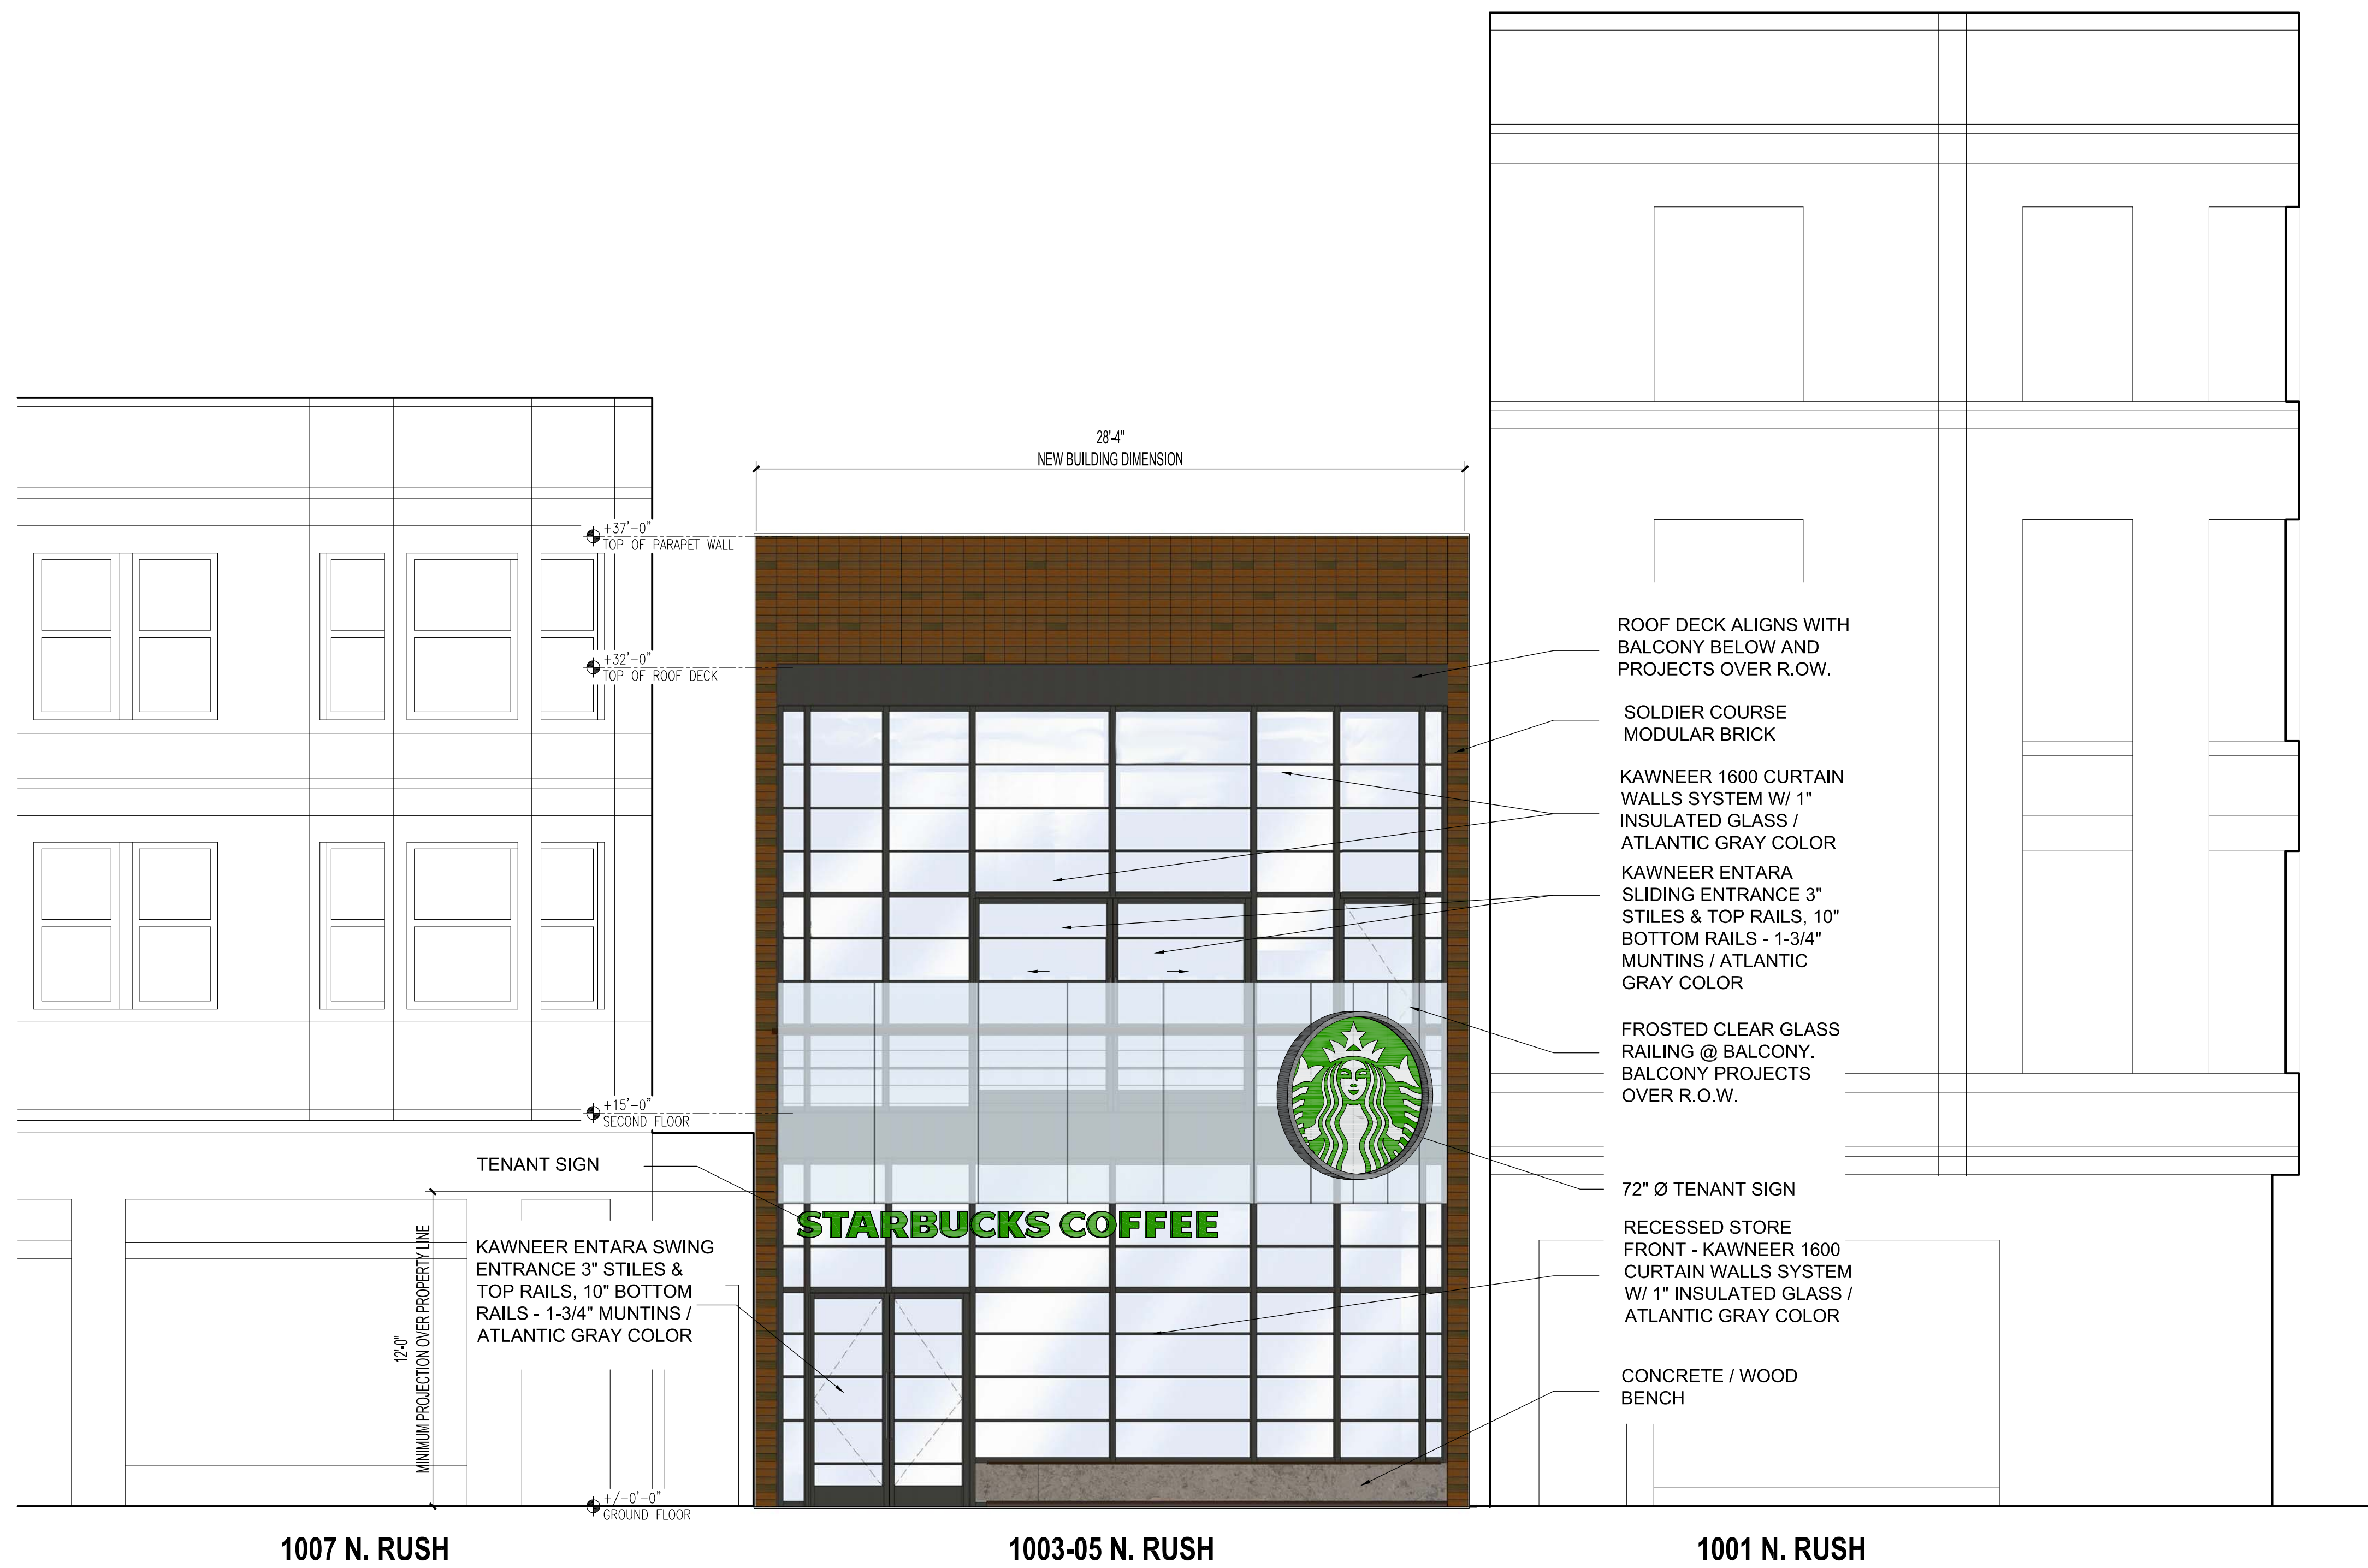 28'-4"
NEW BUILDING DIMENSION
+37'-0"
TOP OF PARAPET WALL
+32'-0"
TOP OF ROOF DECK
+15'-0"
SECOND FLOOR
TENANT SIGN
12'-0"
MINIMUM PROJECTION OVER PROPERTY LINE
KAWNEER ENTARA SWING
ENTRANCE 3" STILES &
TOP RAILS, 10" BOTTOM
RAILS - 1-3/4" MUNTINS /
ATLANTIC GRAY COLOR
+/-0'-0"
GROUND FLOOR
STARBUCKS COFFEE
ROOF DECK ALIGNS WITH
BALCONY BELOW AND
PROJECTS OVER R.OW.
SOLDIER COURSE
MODULAR BRICK
KAWNEER 1600 CURTAIN
WALLS SYSTEM W/ 1"
INSULATED GLASS /
ATLANTIC GRAY COLOR
KAWNEER ENTARA
SLIDING ENTRANCE 3"
STILES & TOP RAILS, 10"
BOTTOM RAILS - 1-3/4"
MUNTINS / ATLANTIC
GRAY COLOR
FROSTED CLEAR GLASS
RAILING @ BALCONY.
BALCONY PROJECTS
OVER R.O.W.
72" Ø TENANT SIGN
RECESSED STORE
FRONT - KAWNEER 1600
CURTAIN WALLS SYSTEM
W/ 1" INSULATED GLASS /
ATLANTIC GRAY COLOR
CONCRETE / WOOD
BENCH
1007 N. RUSH
1003-05 N. RUSH
1001 N. RUSH